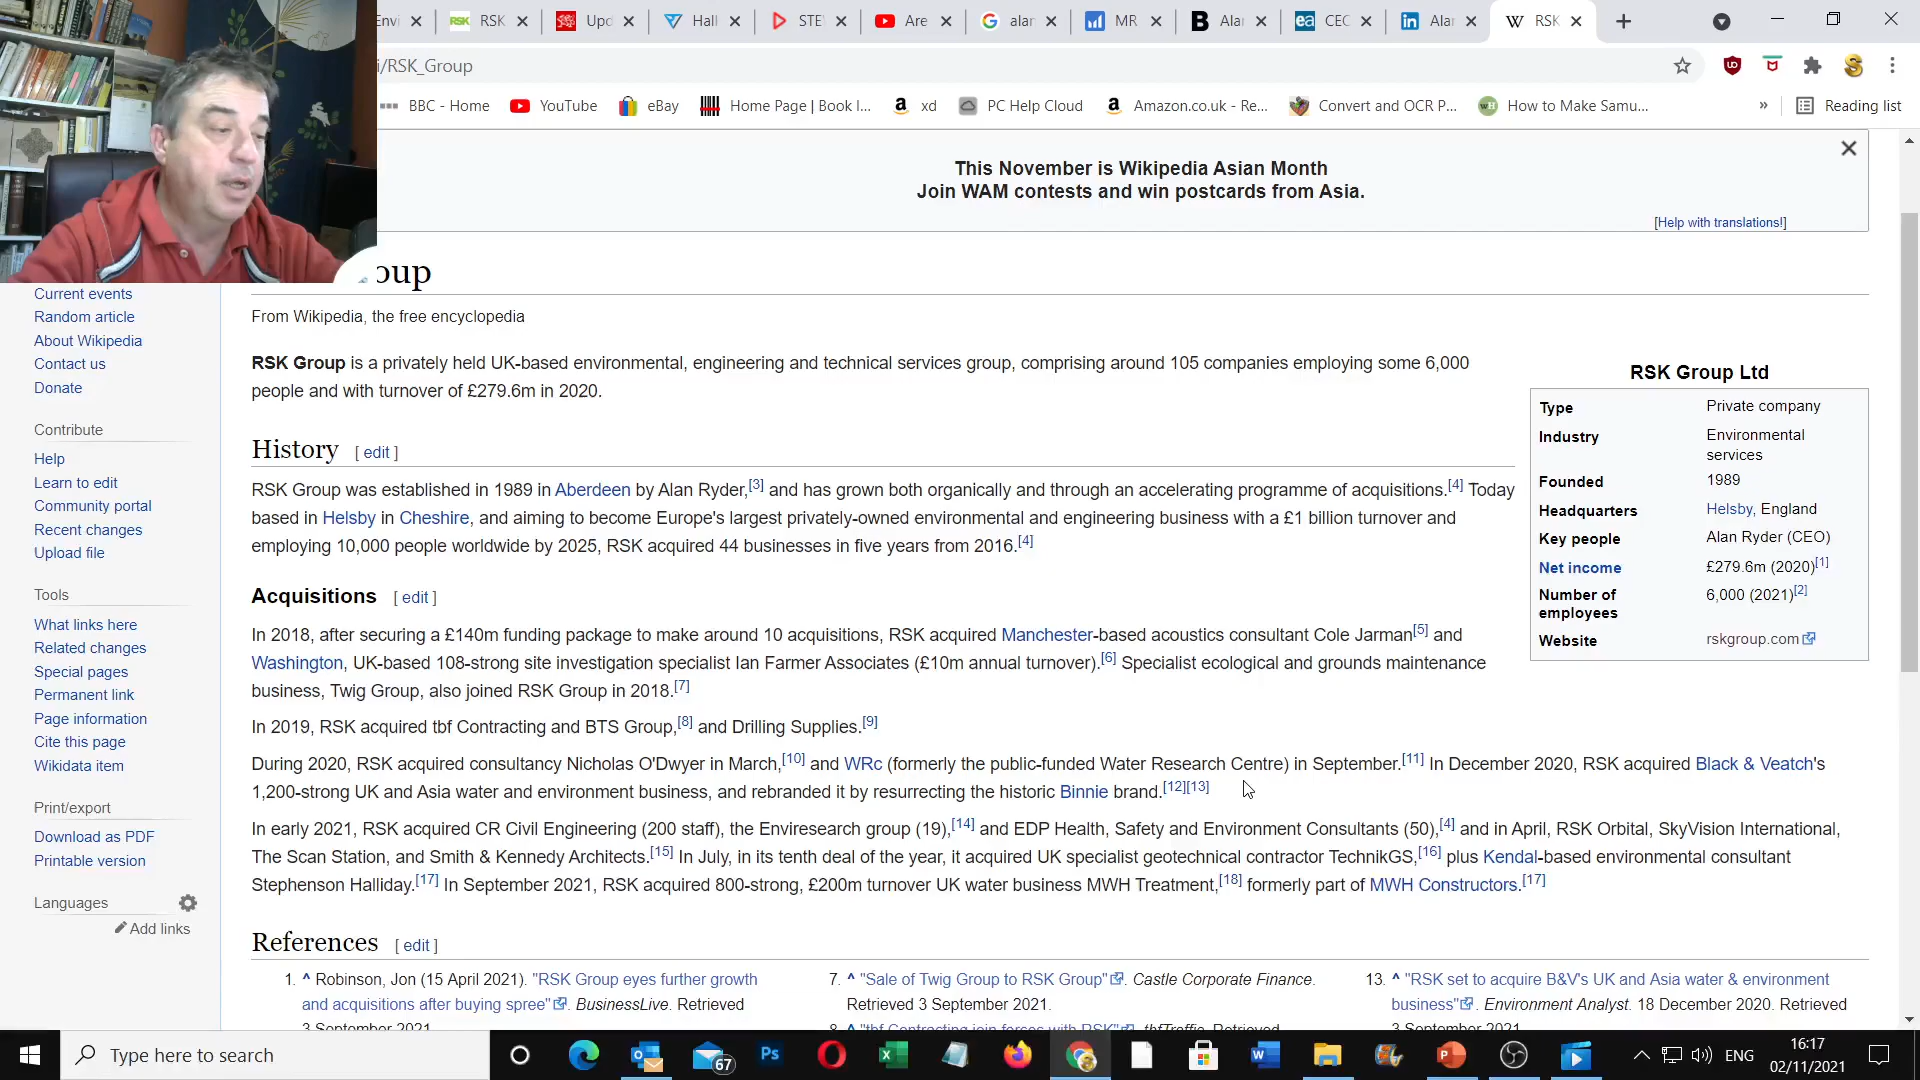 Envi
RSK
Upd
Hall
STE
Are
alar
MR
Alar
CEC
Alar
RSK
i/RSK_Group
BBC - Home
YouTube
eBay
Home Page | Book I...
xd
PC Help Cloud
Amazon.co.uk - Re...
Convert and OCR P...
How to Make Samu...
»
Reading list
This November is Wikipedia Asian Month
Join WAM contests and win postcards from Asia.
[Help with translations!]
oup
Current events
Random article
About Wikipedia
Contact us
Donate
Contribute
Help
Learn to edit
Community portal
Recent changes
Upload file
Tools
What links here
Related changes
Special pages
Permanent link
Page information
Cite this page
Wikidata item
Print/export
Download as PDF
Printable version
Languages
Add links
From Wikipedia, the free encyclopedia
RSK Group is a privately held UK-based environmental, engineering and technical services group, comprising around 105 companies employing some 6,000
people and with turnover of £279.6m in 2020.
History [ edit ]
RSK Group was established in 1989 in Aberdeen by Alan Ryder,[3] and has grown both organically and through an accelerating programme of acquisitions.[4] Today
based in Helsby in Cheshire, and aiming to become Europe's largest privately-owned environmental and engineering business with a £1 billion turnover and
employing 10,000 people worldwide by 2025, RSK acquired 44 businesses in five years from 2016.[4]
Acquisitions [ edit ]
In 2018, after securing a £140m funding package to make around 10 acquisitions, RSK acquired Manchester-based acoustics consultant Cole Jarman[5] and
Washington, UK-based 108-strong site investigation specialist Ian Farmer Associates (£10m annual turnover).[6] Specialist ecological and grounds maintenance
business, Twig Group, also joined RSK Group in 2018.[7]
In 2019, RSK acquired tbf Contracting and BTS Group,[8] and Drilling Supplies.[9]
During 2020, RSK acquired consultancy Nicholas O'Dwyer in March,[10] and WRc (formerly the public-funded Water Research Centre) in September.[11] In December 2020, RSK acquired Black & Veatch's
1,200-strong UK and Asia water and environment business, and rebranded it by resurrecting the historic Binnie brand.[12][13]
In early 2021, RSK acquired CR Civil Engineering (200 staff), the Enviresearch group (19),[14] and EDP Health, Safety and Environment Consultants (50),[4] and in April, RSK Orbital, SkyVision International,
The Scan Station, and Smith & Kennedy Architects.[15] In July, in its tenth deal of the year, it acquired UK specialist geotechnical contractor TechnikGS,[16] plus Kendal-based environmental consultant
Stephenson Halliday.[17] In September 2021, RSK acquired 800-strong, £200m turnover UK water business MWH Treatment,[18] formerly part of MWH Constructors.[17]
RSK Group Ltd
Type Private company
Industry Environmental
services
Founded 1989
Headquarters Helsby, England
Key people Alan Ryder (CEO)
Net income £279.6m (2020)[1]
Number of 6,000 (2021)[2]
employees
Website rskgroup.com
References [ edit ]
1. ^ Robinson, Jon (15 April 2021). "RSK Group eyes further growth
and acquisitions after buying spree". BusinessLive. Retrieved
3 September 2021.
7. ^ "Sale of Twig Group to RSK Group". Castle Corporate Finance.
Retrieved 3 September 2021.
8. ^ "tbf Contracting join forces with RSK". tbfTraffic. Retrieved
13. ^ "RSK set to acquire B&V's UK and Asia water & environment
business". Environment Analyst. 18 December 2020. Retrieved
3 September 2021.
Type here to search
67
Ps
ENG
16:17
02/11/2021